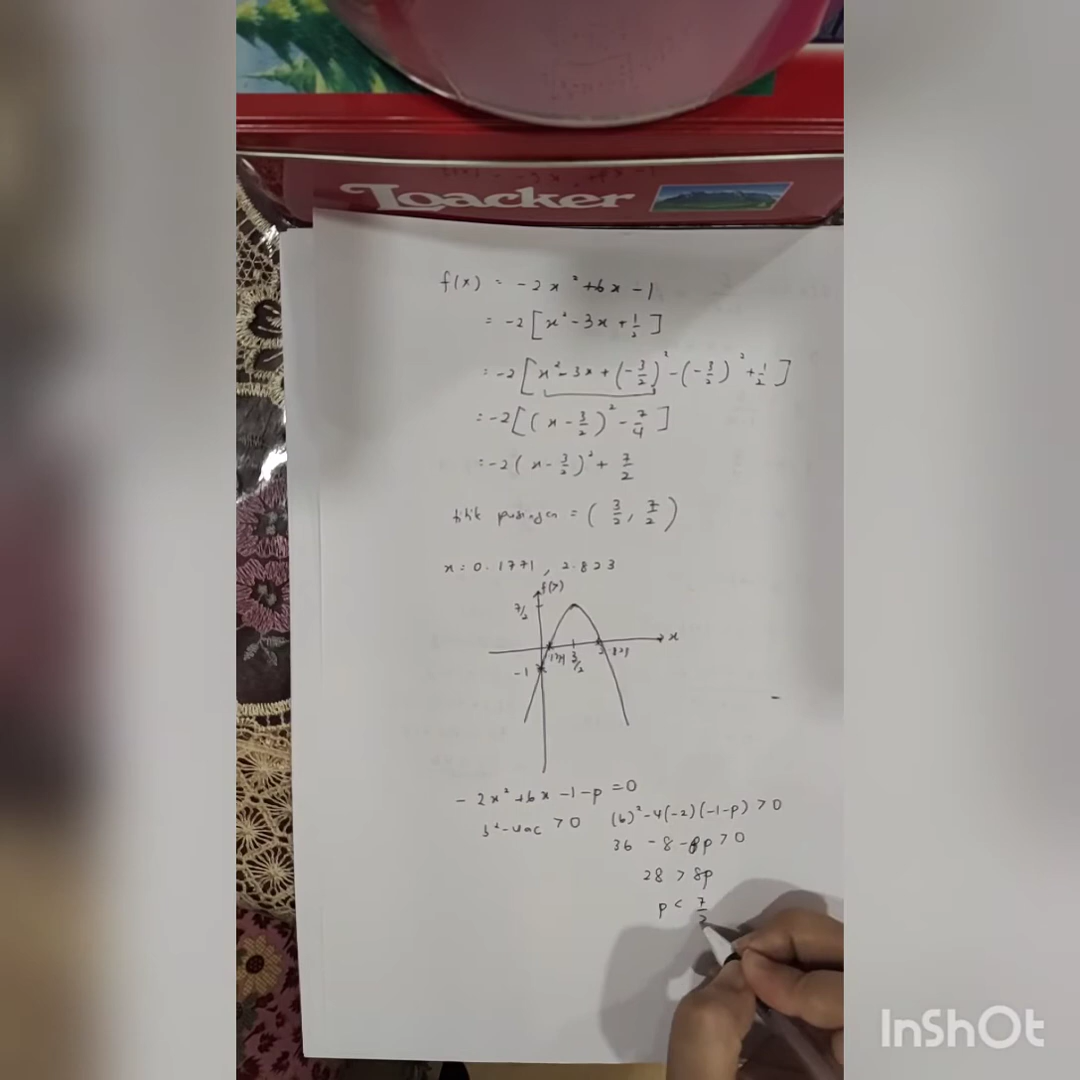 Loacker
f(x) = -2x² + 6x - 1
= -2[x² - 3x + 1/2]
= -2[x² - 3x + (-3/2)² - (-3/2)² + 1/2]
= -2[(x - 3/2)² - 7/4]
= -2(x - 3/2)² + 7/2
titik pusingan = (3/2, 7/2)
x = 0.1771, 2.823
f(x)
7/2
x
3/2
-1
-2x² + 6x - 1 - p = 0
b² - 4ac > 0 (6)² - 4(-2)(-1-p) > 0
36 - 8 - 8p > 0
28 > 8p
p < 7/2
InShOt